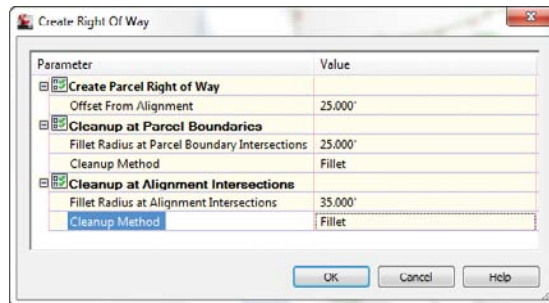 Create Right Of Way
Parameter Value
Create Parcel Right of Way
Offset From Alignment 25.000'
Cleanup at Parcel Boundaries
Fillet Radius at Parcel Boundary Intersections 25.000'
Cleanup Method Fillet
Cleanup at Alignment Intersections
Fillet Radius at Alignment Intersections 35.000'
Cleanup Method Fillet
OK Cancel Help